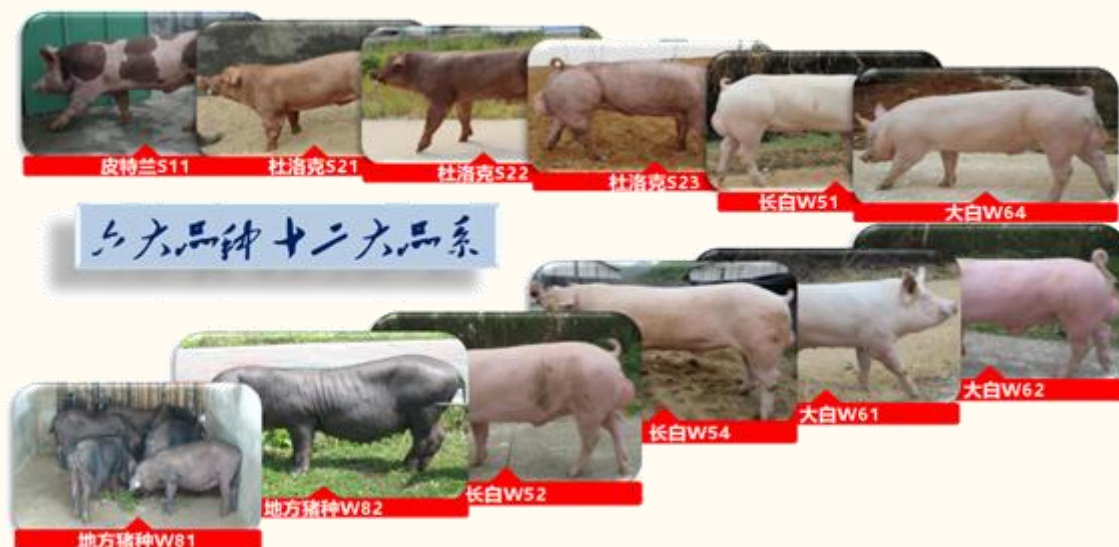 皮特兰S11
杜洛克S21
杜洛克S22
杜洛克S23
长白W51
大白W64
六大品种十二大品系
大白W62
大白W61
长白W54
长白W52
地方猪种W82
地方猪种W81